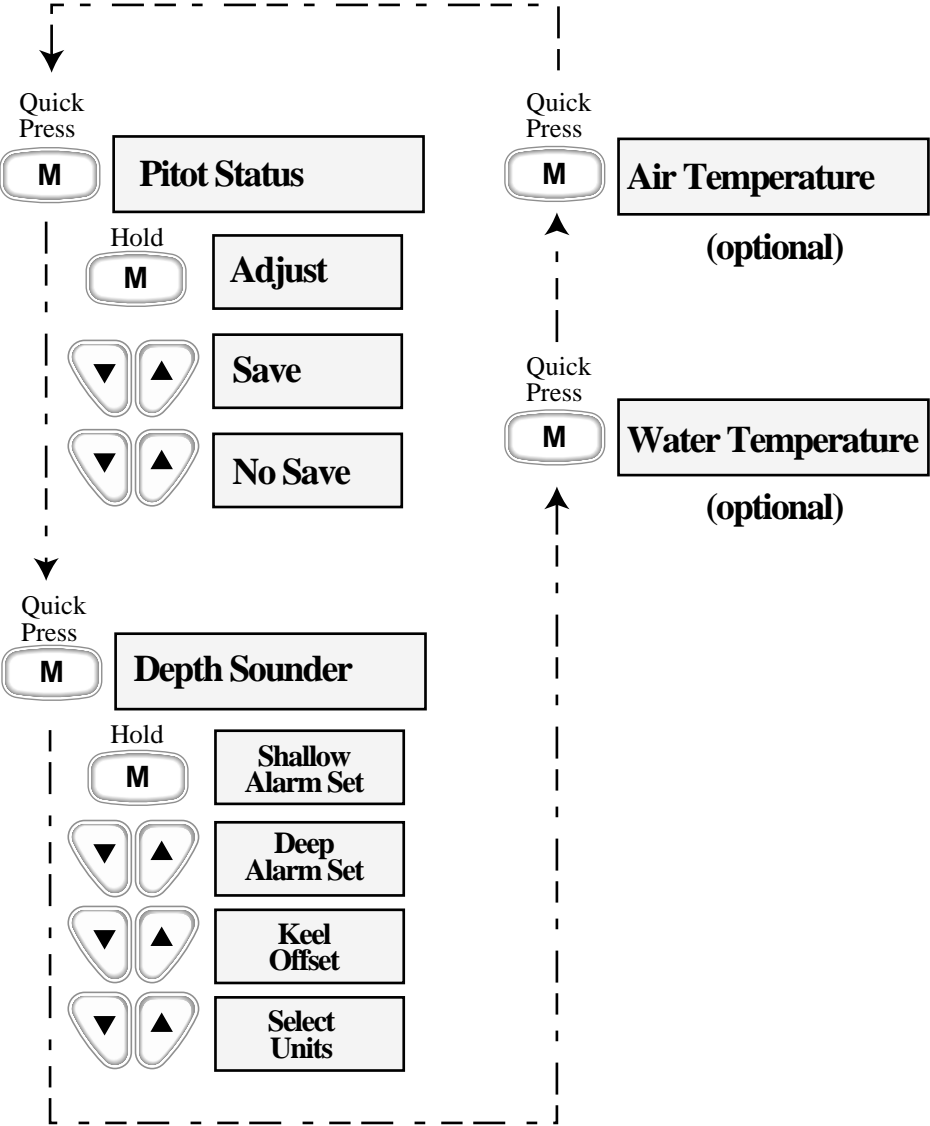 Quick
Press
M
Pitot Status
Hold
M
Adjust
▼ ▲
Save
▼ ▲
No Save
Quick
Press
M
Depth Sounder
Hold
M
Shallow
Alarm Set
▼ ▲
Deep
Alarm Set
▼ ▲
Keel
Offset
▼ ▲
Select
Units
Quick
Press
M
Air Temperature
(optional)
Quick
Press
M
Water Temperature
(optional)